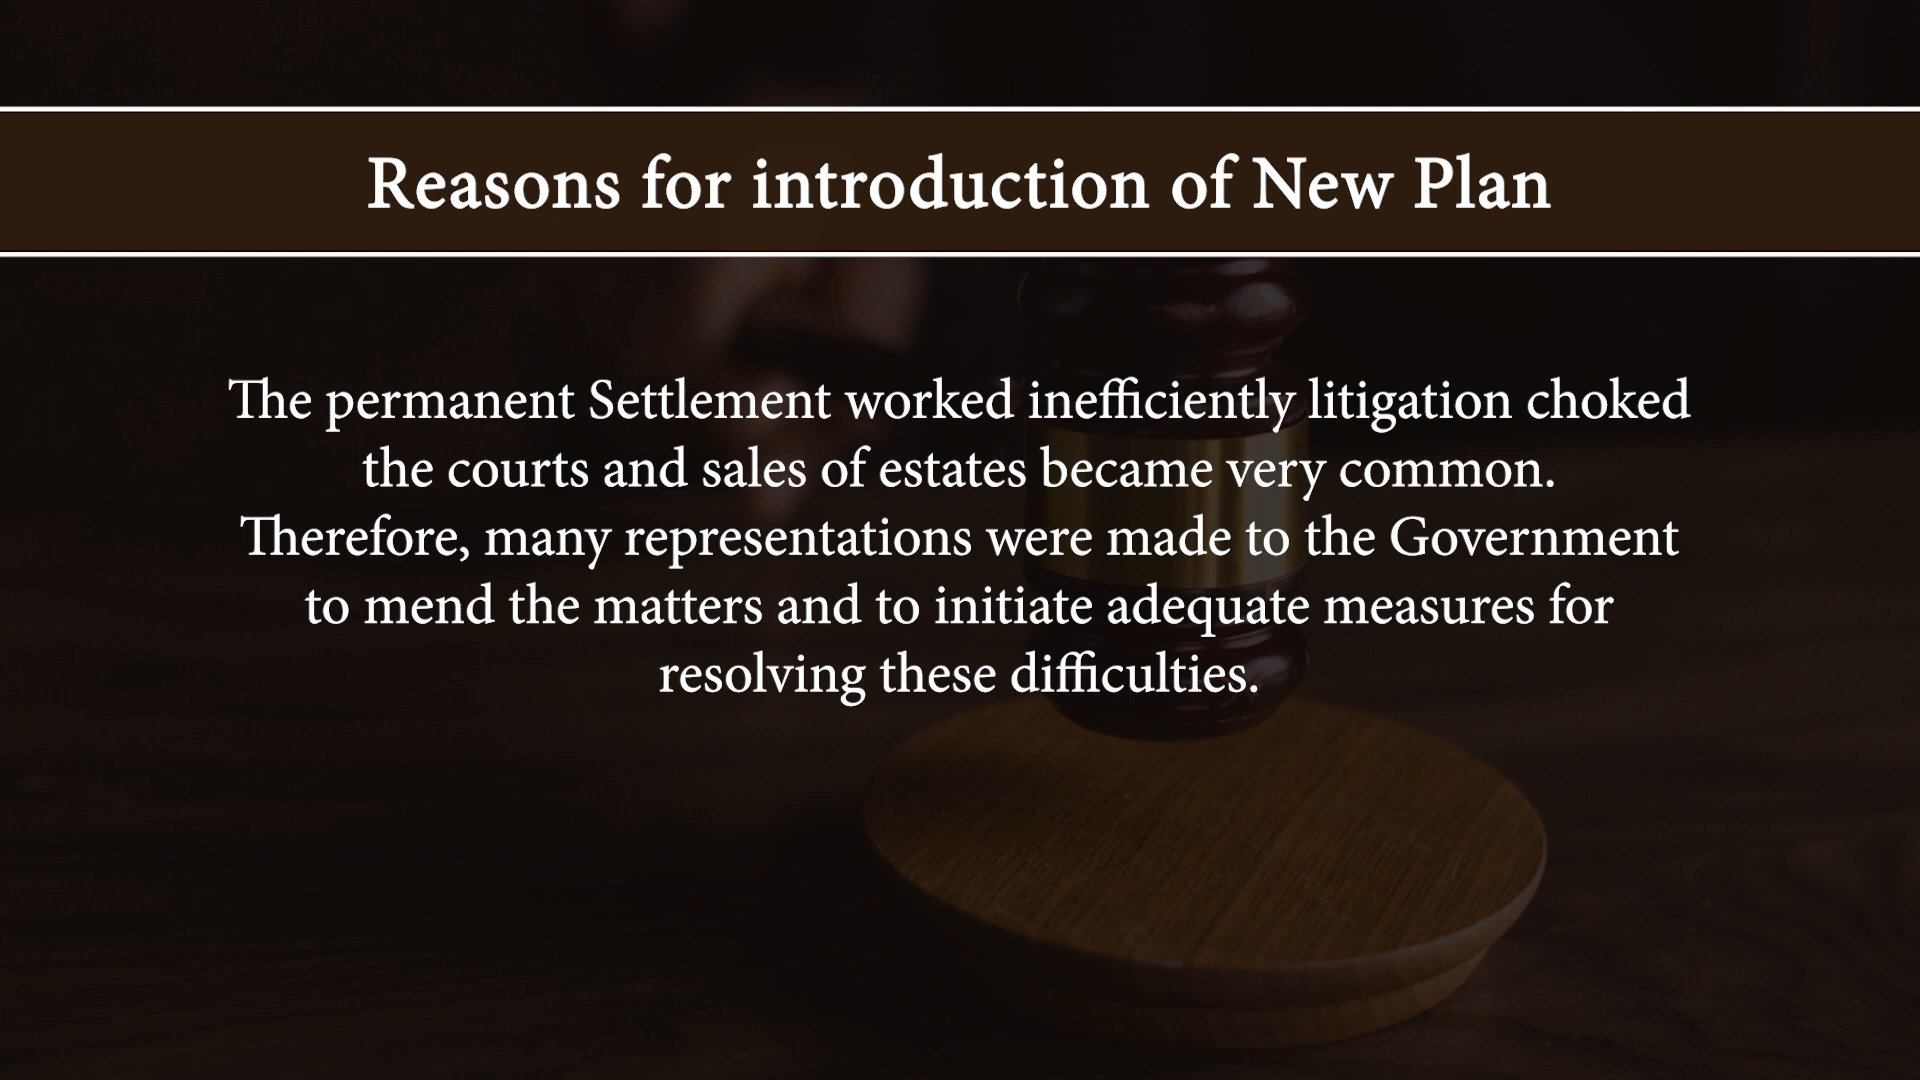 Reasons for introduction of New Plan
The permanent Settlement worked inefficiently litigation choked
the courts and sales of estates became very common.
Therefore, many representations were made to the Government
to mend the matters and to initiate adequate measures for
resolving these difficulties.